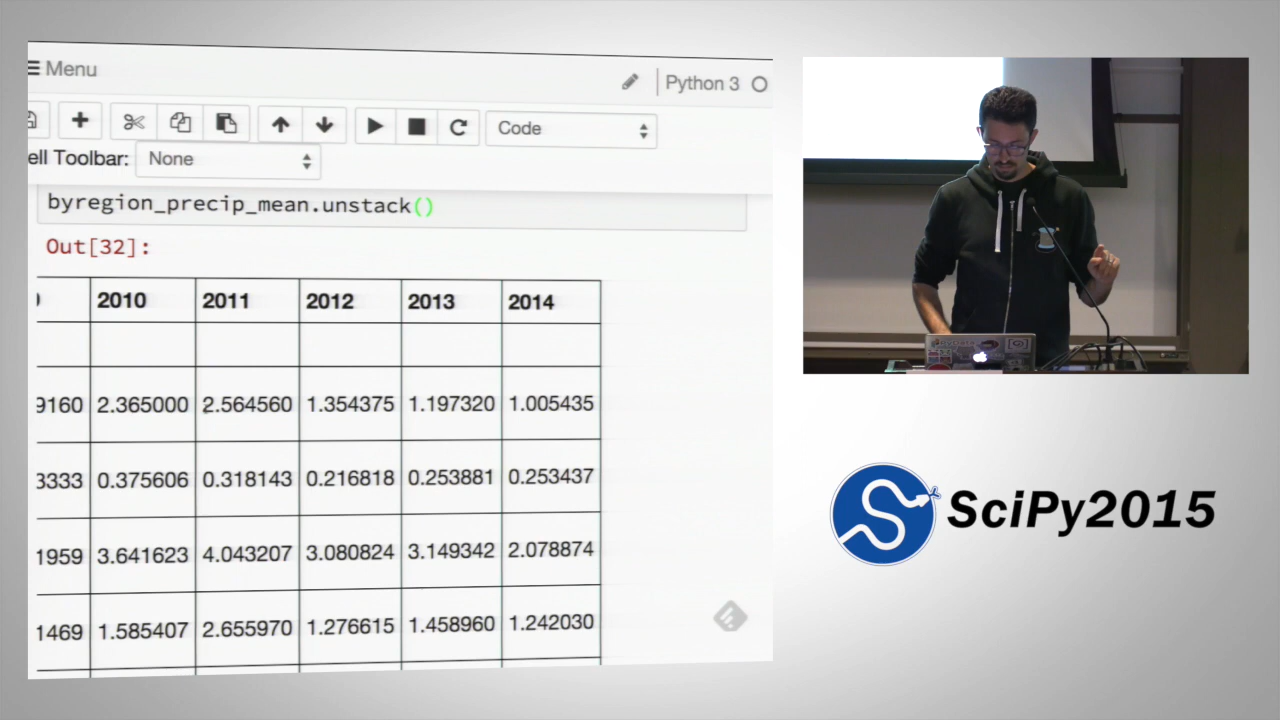 Menu
Python 3
Code
ell Toolbar: None
byregion_precip_mean.unstack()
Out[32]:
2010 2011 2012 2013 2014
9160 2.365000 2.564560 1.354375 1.197320 1.005435
3333 0.375606 0.318143 0.216818 0.253881 0.253437
1959 3.641623 4.043207 3.080824 3.149342 2.078874
1469 1.585407 2.655970 1.276615 1.458960 1.242030
SciPy2015